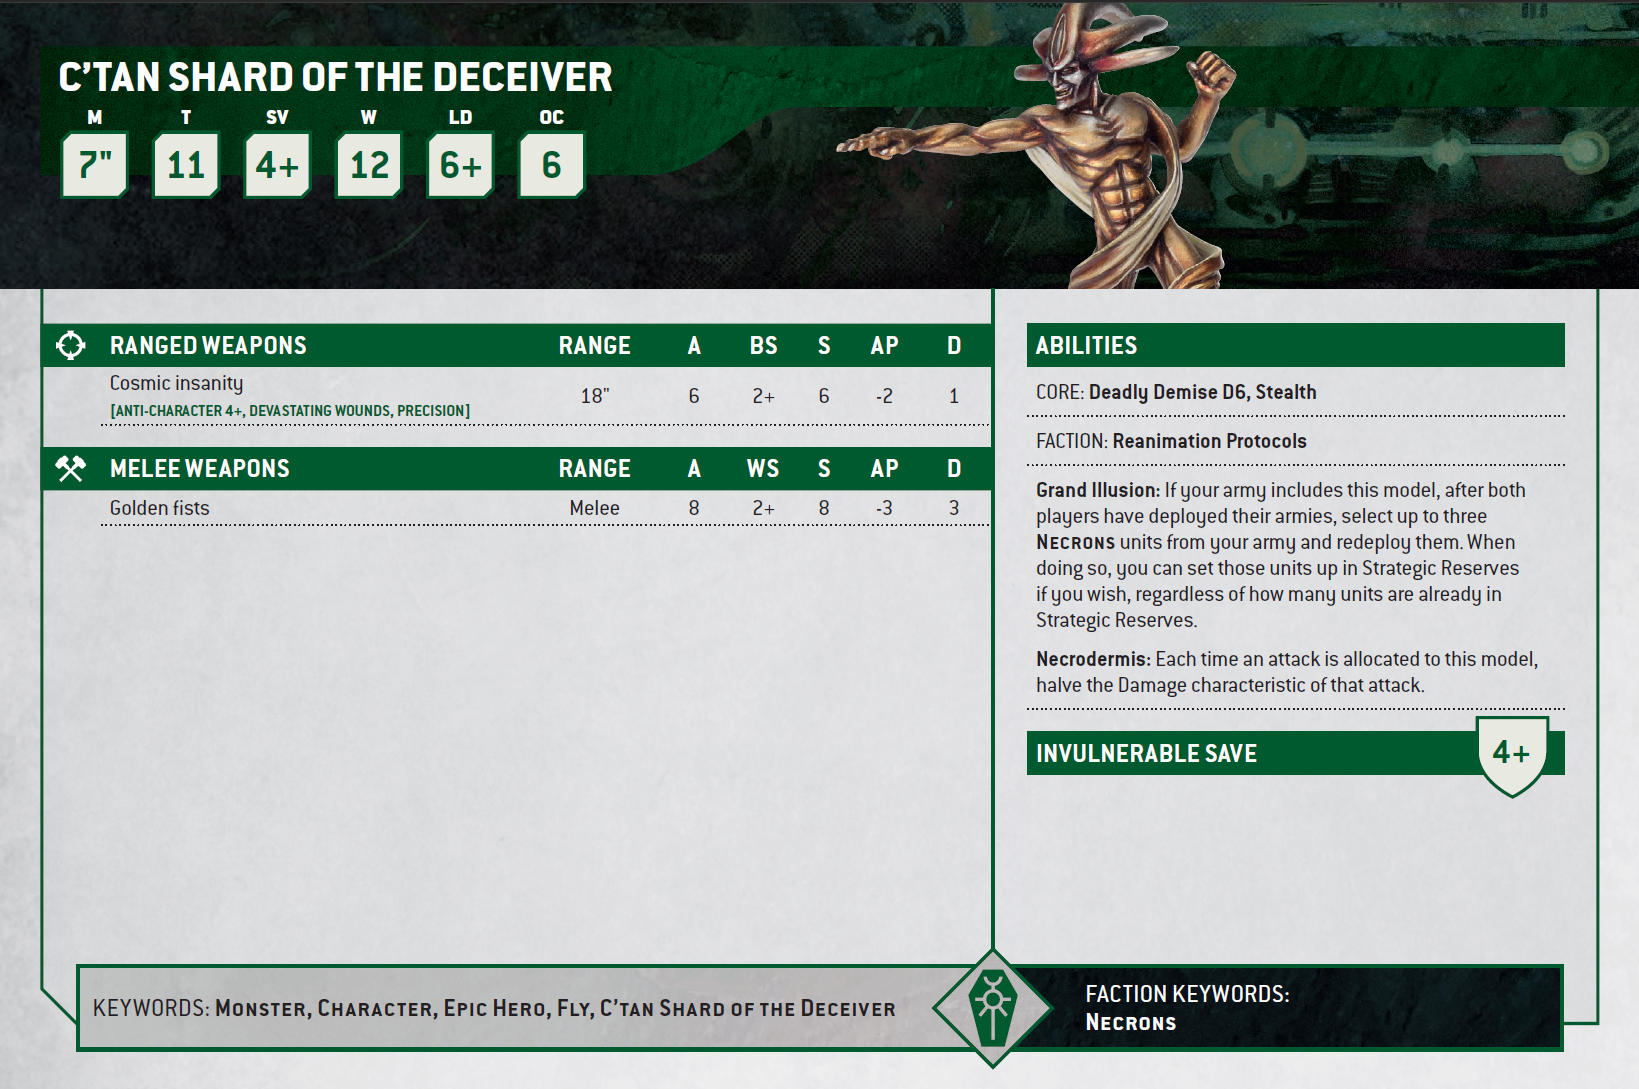 C'TAN SHARD OF THE DECEIVER
M T SV W LD OC
7" 11 4+ 12 6+ 6
RANGED WEAPONS RANGE A BS S AP D
Cosmic insanity 18" 6 2+ 6 -2 1
[ANTI-CHARACTER 4+, DEVASTATING WOUNDS, PRECISION]
MELEE WEAPONS RANGE A WS S AP D
Golden fists Melee 8 2+ 8 -3 3
ABILITIES
CORE: Deadly Demise D6, Stealth
FACTION: Reanimation Protocols
Grand Illusion: If your army includes this model, after both
players have deployed their armies, select up to three
NECRONS units from your army and redeploy them. When
doing so, you can set those units up in Strategic Reserves
if you wish, regardless of how many units are already in
Strategic Reserves.
Necrodermis: Each time an attack is allocated to this model,
halve the Damage characteristic of that attack.
INVULNERABLE SAVE 4+
KEYWORDS: MONSTER, CHARACTER, EPIC HERO, FLY, C'TAN SHARD OF THE DECEIVER
FACTION KEYWORDS:
NECRONS